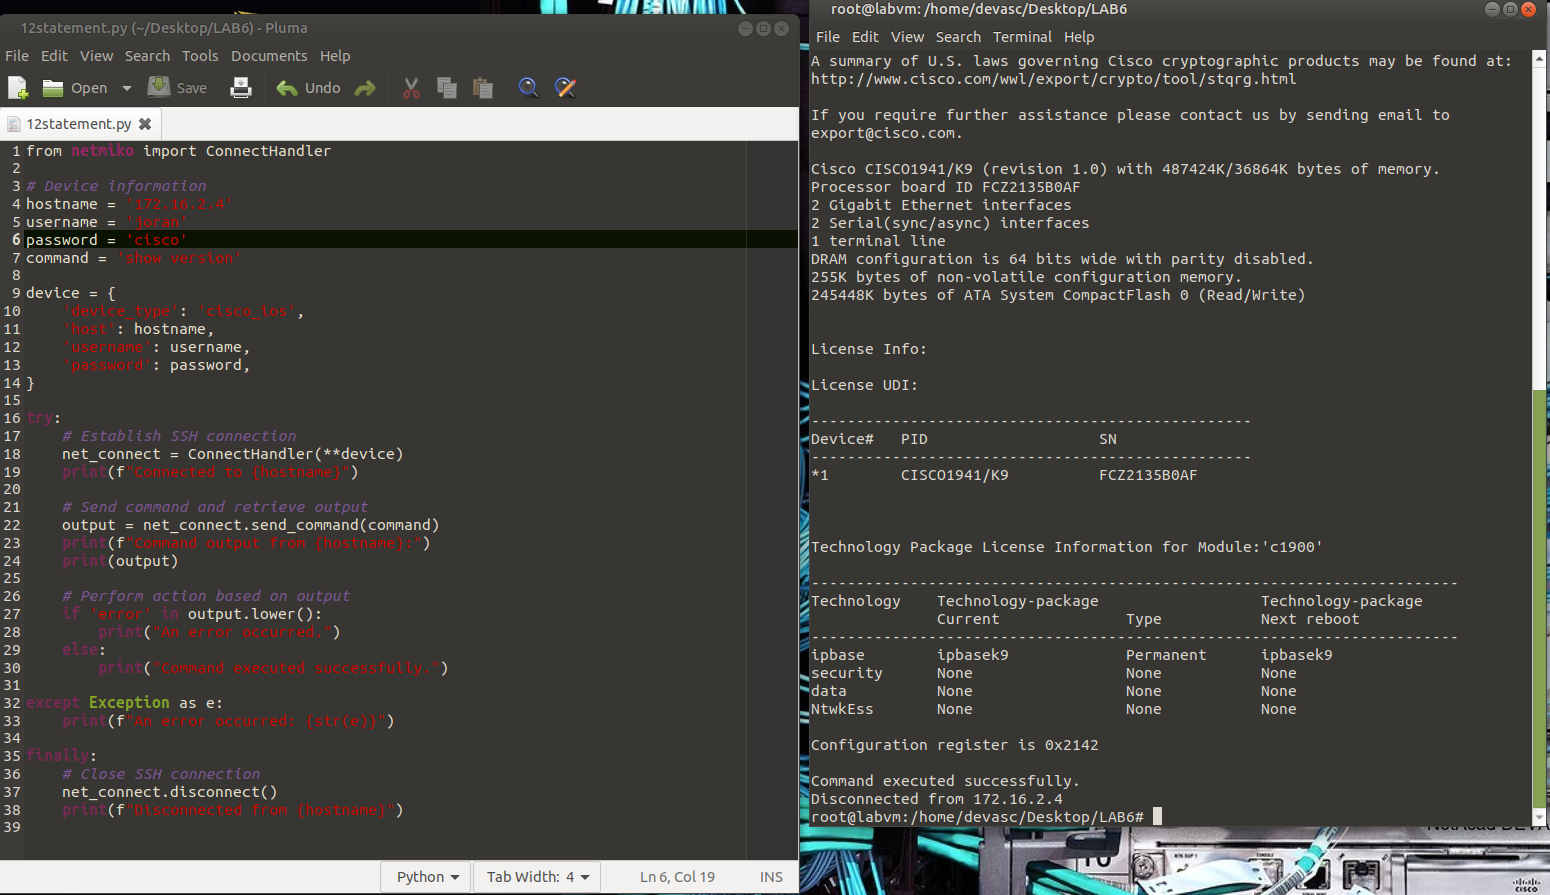 12statement.py (~/Desktop/LAB6) - Pluma
File Edit View Search Tools Documents Help
Open Save Undo
12statement.py
1 from netmiko import ConnectHandler
2
3 # Device information
4 hostname = '172.16.2.4'
5 username = 'joran'
6 password = 'cisco'
7 command = 'show version'
8
9 device = {
10     'device_type': 'cisco_ios',
11     'host': hostname,
12     'username': username,
13     'password': password,
14 }
15
16 try:
17     # Establish SSH connection
18     net_connect = ConnectHandler(**device)
19     print(f"Connected to {hostname}")
20
21     # Send command and retrieve output
22     output = net_connect.send_command(command)
23     print(f"Command output from {hostname}:")
24     print(output)
25
26     # Perform action based on output
27     if 'error' in output.lower():
28         print("An error occurred.")
29     else:
30         print("Command executed successfully.")
31
32 except Exception as e:
33     print(f"An error occurred: {str(e)}")
34
35 finally:
36     # Close SSH connection
37     net_connect.disconnect()
38     print(f"Disconnected from {hostname}")
39
Python Tab Width: 4 Ln 6, Col 19 INS
root@labvm: /home/devasc/Desktop/LAB6
File Edit View Search Terminal Help
A summary of U.S. laws governing Cisco cryptographic products may be found at:
http://www.cisco.com/wwl/export/crypto/tool/stqrg.html
If you require further assistance please contact us by sending email to
export@cisco.com.
Cisco CISCO1941/K9 (revision 1.0) with 487424K/36864K bytes of memory.
Processor board ID FCZ2135B0AF
2 Gigabit Ethernet interfaces
2 Serial(sync/async) interfaces
1 terminal line
DRAM configuration is 64 bits wide with parity disabled.
255K bytes of non-volatile configuration memory.
245448K bytes of ATA System CompactFlash 0 (Read/Write)
License Info:
License UDI:
-------------------------------------------------
Device#   PID                   SN
-------------------------------------------------
*1        CISCO1941/K9          FCZ2135B0AF
Technology Package License Information for Module:'c1900'
------------------------------------------------------------------------
Technology    Technology-package                  Technology-package
              Current              Type           Next reboot
------------------------------------------------------------------------
ipbase        ipbasek9             Permanent      ipbasek9
security      None                 None           None
data          None                 None           None
NtwkEss       None                 None           None
Configuration register is 0x2142
Command executed successfully.
Disconnected from 172.16.2.4
root@labvm:/home/devasc/Desktop/LAB6#
CONSOLE
CISCO